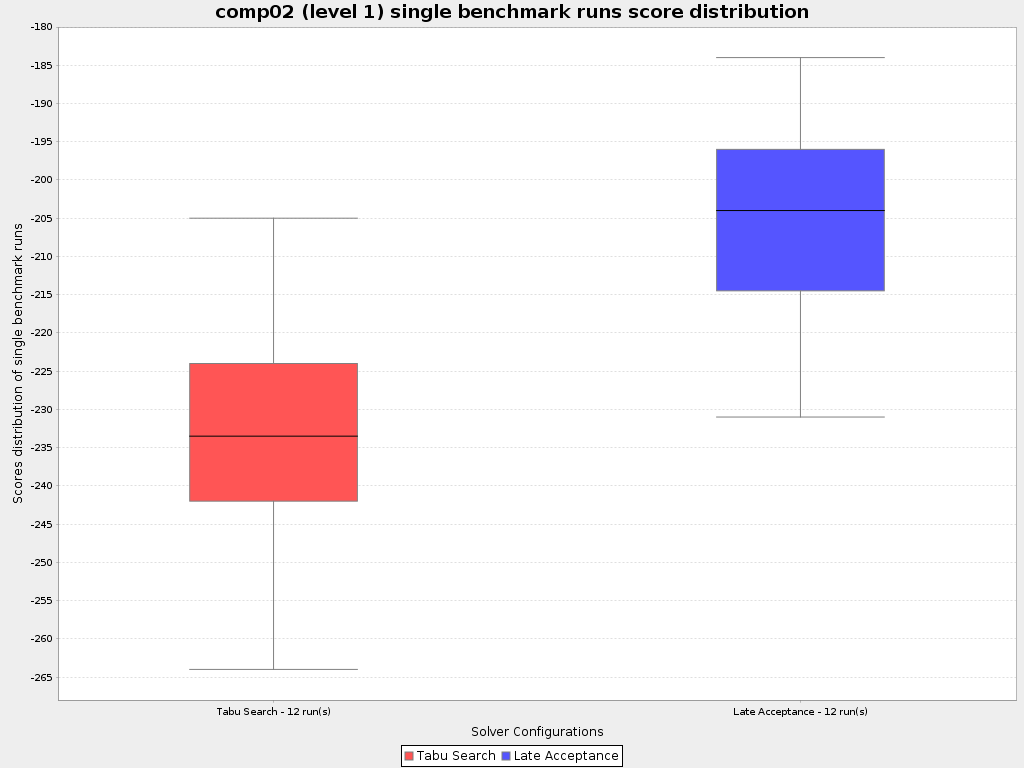 comp02 (level 1) single benchmark runs score distribution
Scores distribution of single benchmark runs
-180
-185
-190
-195
-200
-205
-210
-215
-220
-225
-230
-235
-240
-245
-250
-255
-260
-265
Tabu Search - 12 run(s)
Late Acceptance - 12 run(s)
Solver Configurations
Tabu Search
Late Acceptance